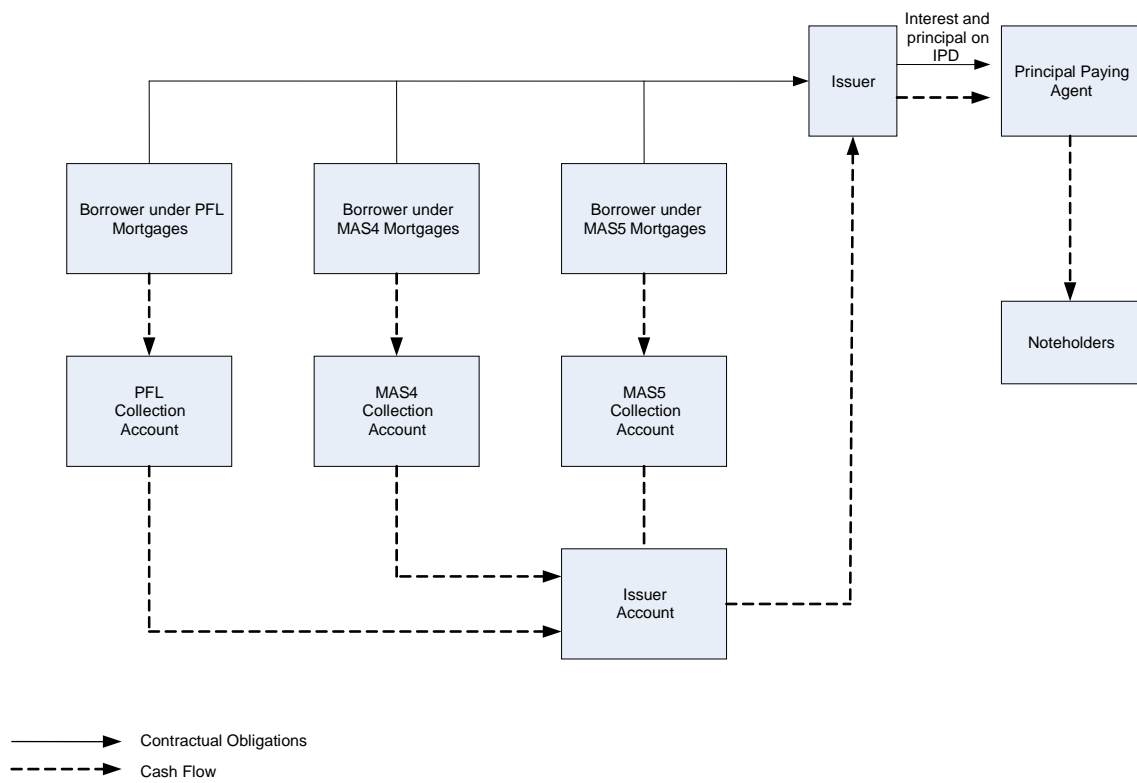 Interest and
principal on
IPD
Issuer
Principal Paying
Agent
Borrower under PFL
Mortgages
Borrower under
MAS4 Mortgages
Borrower under
MAS5 Mortgages
Noteholders
PFL
Collection
Account
MAS4
Collection
Account
MAS5
Collection
Account
Issuer
Account
Contractual Obligations
Cash Flow